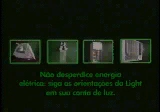 Não desperdice energia
elétrica: siga as orientações da Light
em sua conta de luz.